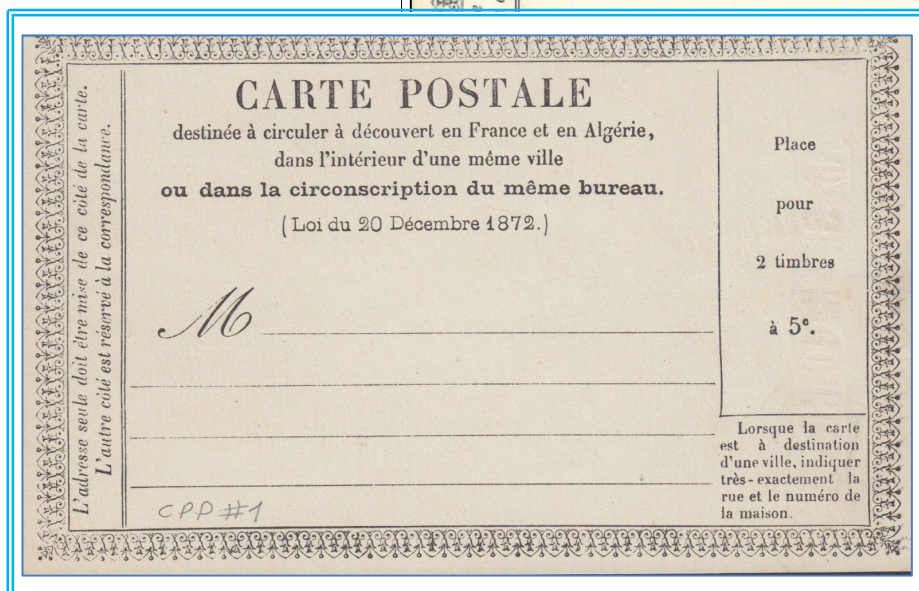 L'adresse seule doit être mise de ce côté de la carte.
L'autre côté est réservé à la correspondance.
CARTE POSTALE
destinée à circuler à découvert en France et en Algérie,
dans l'intérieur d'une même ville
ou dans la circonscription du même bureau.
(Loi du 20 Décembre 1872.)
M
CPP #1
Place
pour
2 timbres
à 5c.
Lorsque la carte
est à destination
d'une ville, indiquer
très-exactement la
rue et le numéro de
la maison.